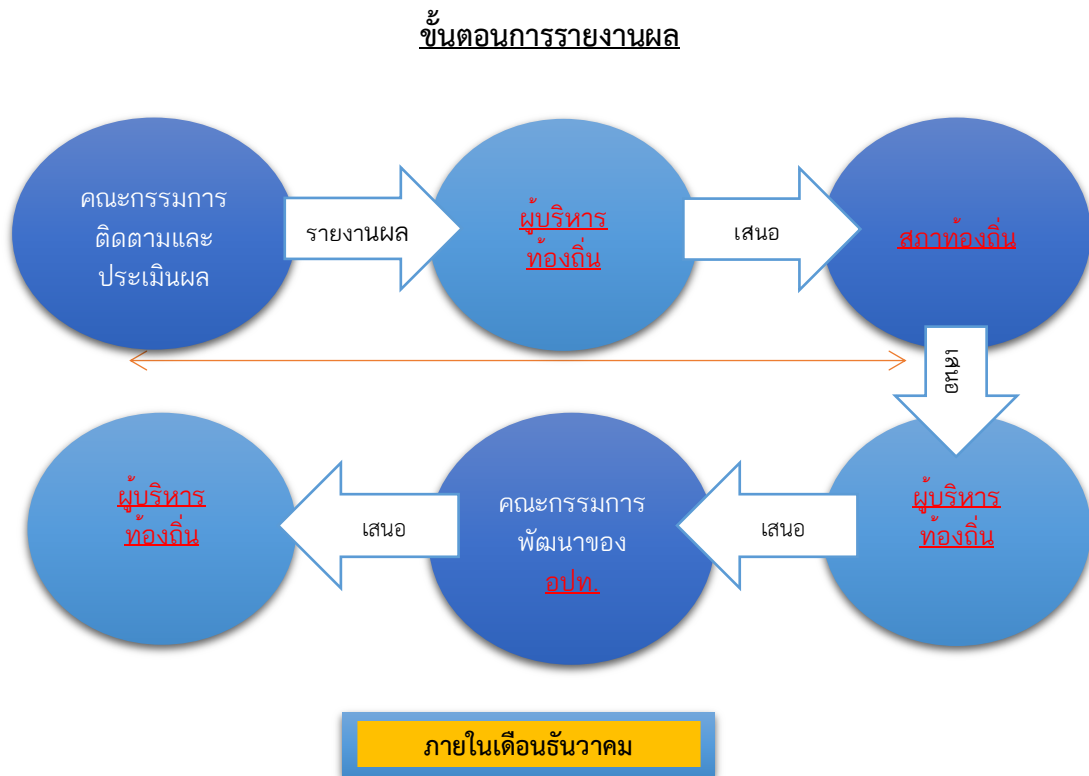 ขั้นตอนการรายงานผล
คณะกรรมการ
ติดตามและ
ประเมินผล
รายงานผล
ผู้บริหาร
ท้องถิ่น
เสนอ
สภาท้องถิ่น
เสนอ
ผู้บริหาร
ท้องถิ่น
เสนอ
คณะกรรมการ
พัฒนาของ
อปท.
เสนอ
ผู้บริหาร
ท้องถิ่น
ภายในเดือนธันวาคม